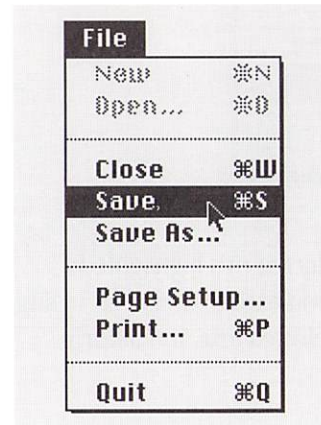 File
New ⌘N
Open... ⌘O
Close ⌘W
Save ⌘S
Save As...
Page Setup...
Print... ⌘P
Quit ⌘Q